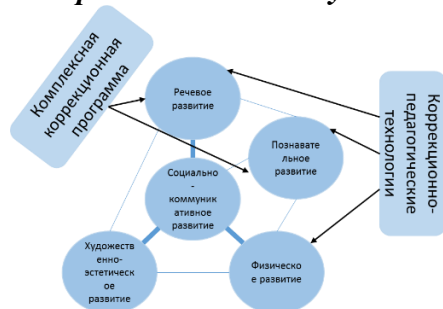 Комплексная
коррекционная
программа
Речевое
развитие
Познавате
льное
развитие
Коррекционно-
педагогические
технологии
Социально
-
коммуник
ативное
развитие
Художеств
енно-
эстетическ
ое
развитие
Физическо
е развитие